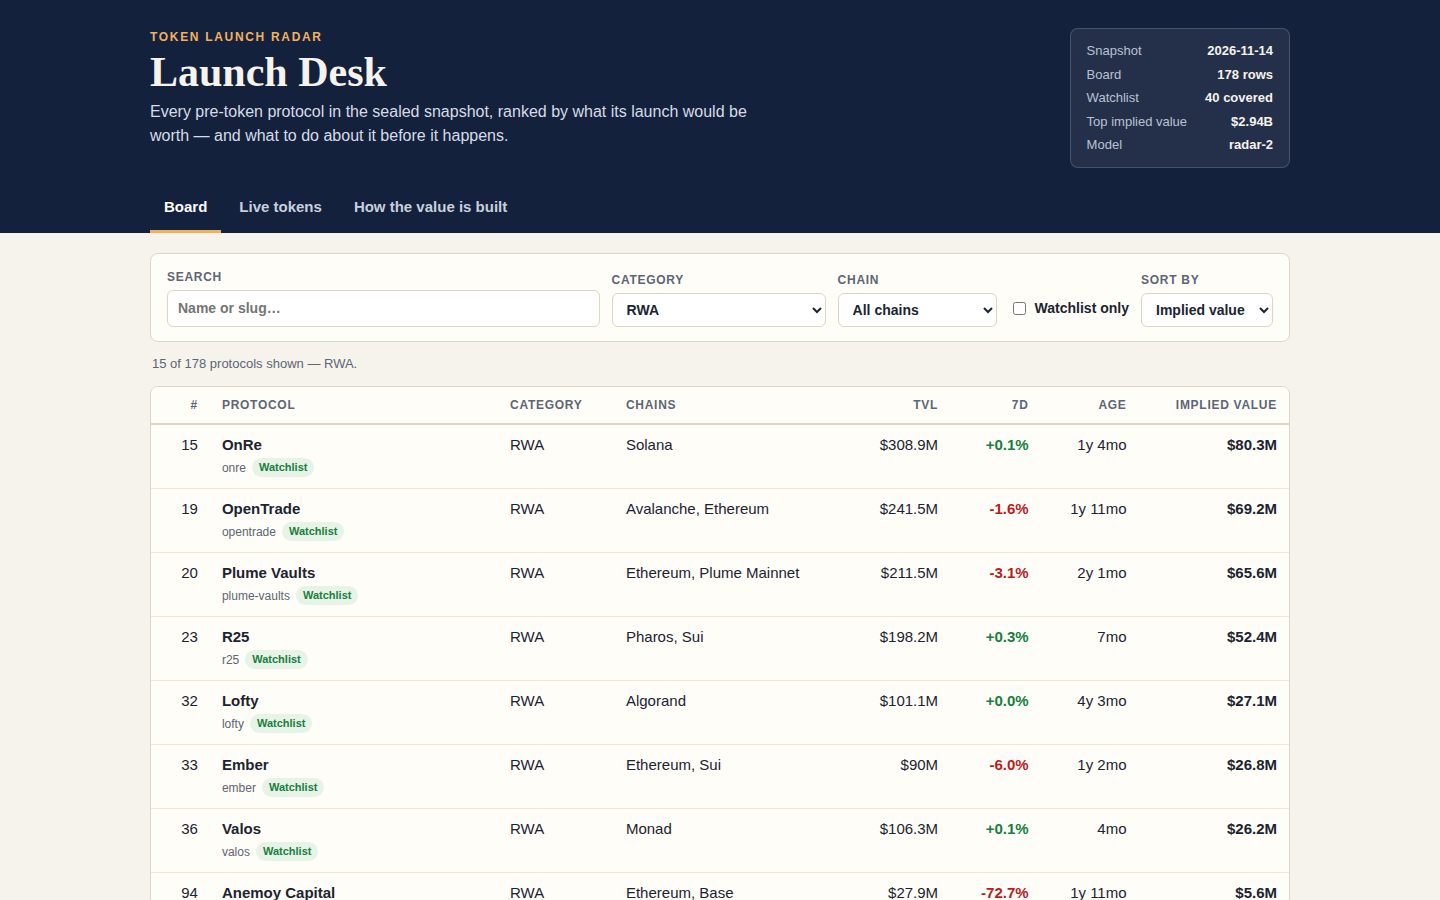 TOKEN LAUNCH RADAR
Launch Desk
Every pre-token protocol in the sealed snapshot, ranked by what its launch would be
worth — and what to do about it before it happens.
Snapshot 2026-11-14
Board 178 rows
Watchlist 40 covered
Top implied value $2.94B
Model radar-2
Board Live tokens How the value is built
SEARCH CATEGORY CHAIN SORT BY
Name or slug… RWA All chains Watchlist only Implied value
15 of 178 protocols shown — RWA.
# PROTOCOL CATEGORY CHAINS TVL 7D AGE IMPLIED VALUE
15 OnRe RWA Solana $308.9M +0.1% 1y 4mo $80.3M
onre Watchlist
19 OpenTrade RWA Avalanche, Ethereum $241.5M -1.6% 1y 11mo $69.2M
opentrade Watchlist
20 Plume Vaults RWA Ethereum, Plume Mainnet $211.5M -3.1% 2y 1mo $65.6M
plume-vaults Watchlist
23 R25 RWA Pharos, Sui $198.2M +0.3% 7mo $52.4M
r25 Watchlist
32 Lofty RWA Algorand $101.1M +0.0% 4y 3mo $27.1M
lofty Watchlist
33 Ember RWA Ethereum, Sui $90M -6.0% 1y 2mo $26.8M
ember Watchlist
36 Valos RWA Monad $106.3M +0.1% 4mo $26.2M
valos Watchlist
94 Anemoy Capital RWA Ethereum, Base $27.9M -72.7% 1y 11mo $5.6M